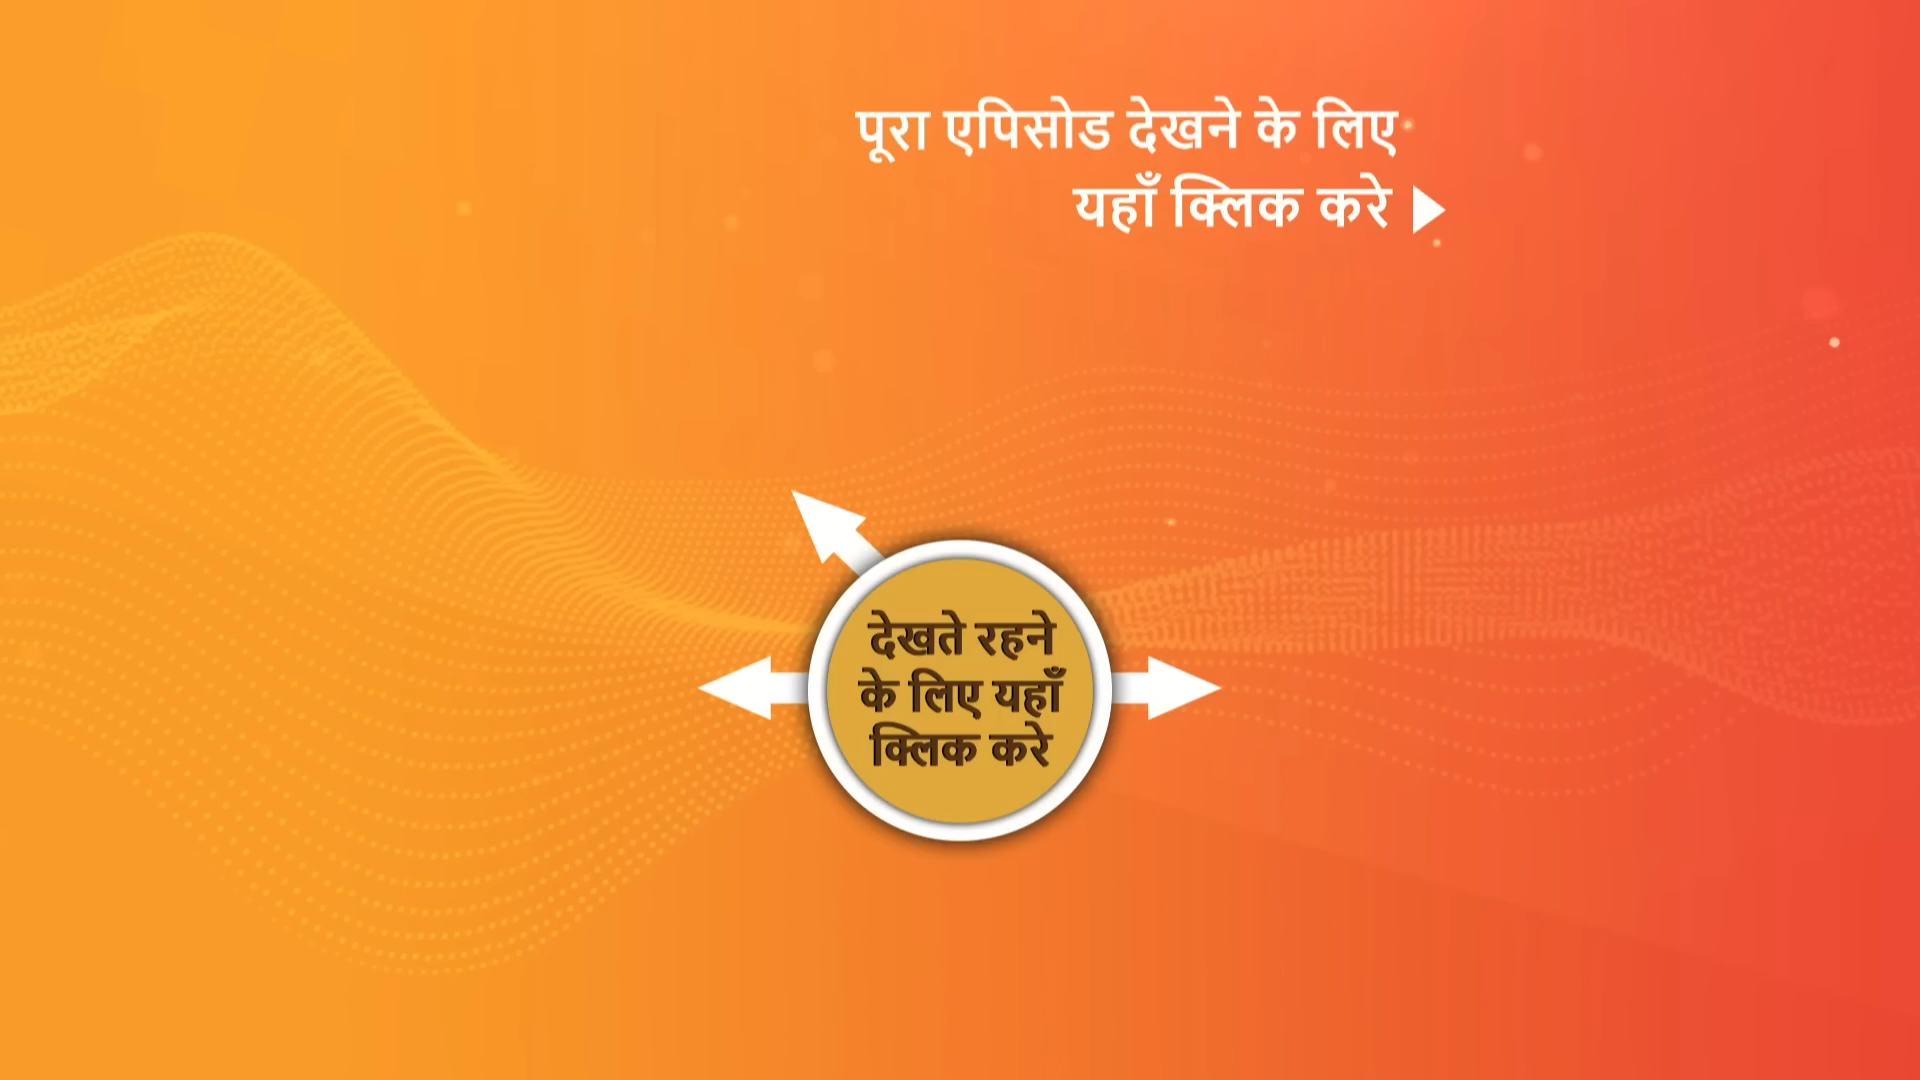 पूरा एपिसोड देखने के लिए
यहाँ क्लिक करे
देखते रहने
के लिए यहाँ
क्लिक करे